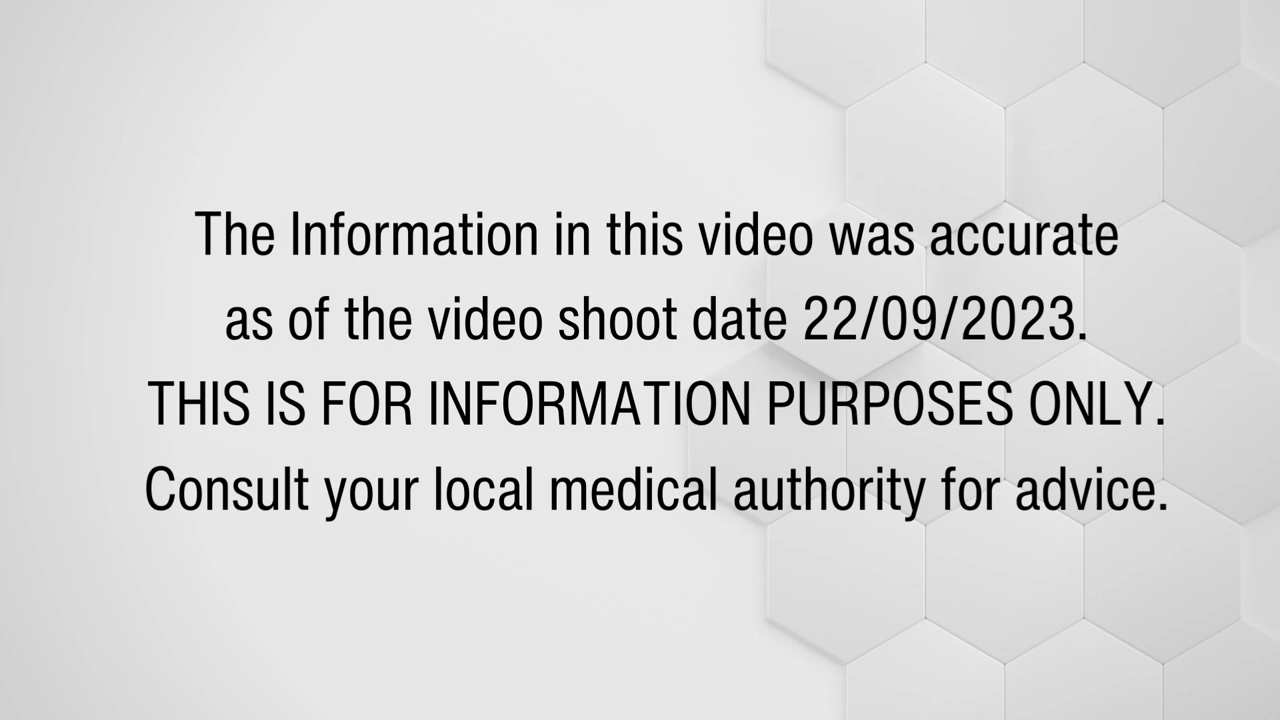 The Information in this video was accurate
as of the video shoot date 22/09/2023.
THIS IS FOR INFORMATION PURPOSES ONLY.
Consult your local medical authority for advice.